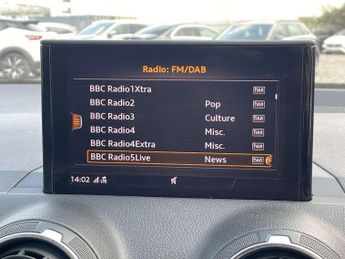 Radio: FM/DAB
BBC Radio1Xtra
BBC Radio2 Pop
BBC Radio3 Culture
BBC Radio4 Misc.
BBC Radio4Extra Misc.
BBC Radio5Live News
14:02